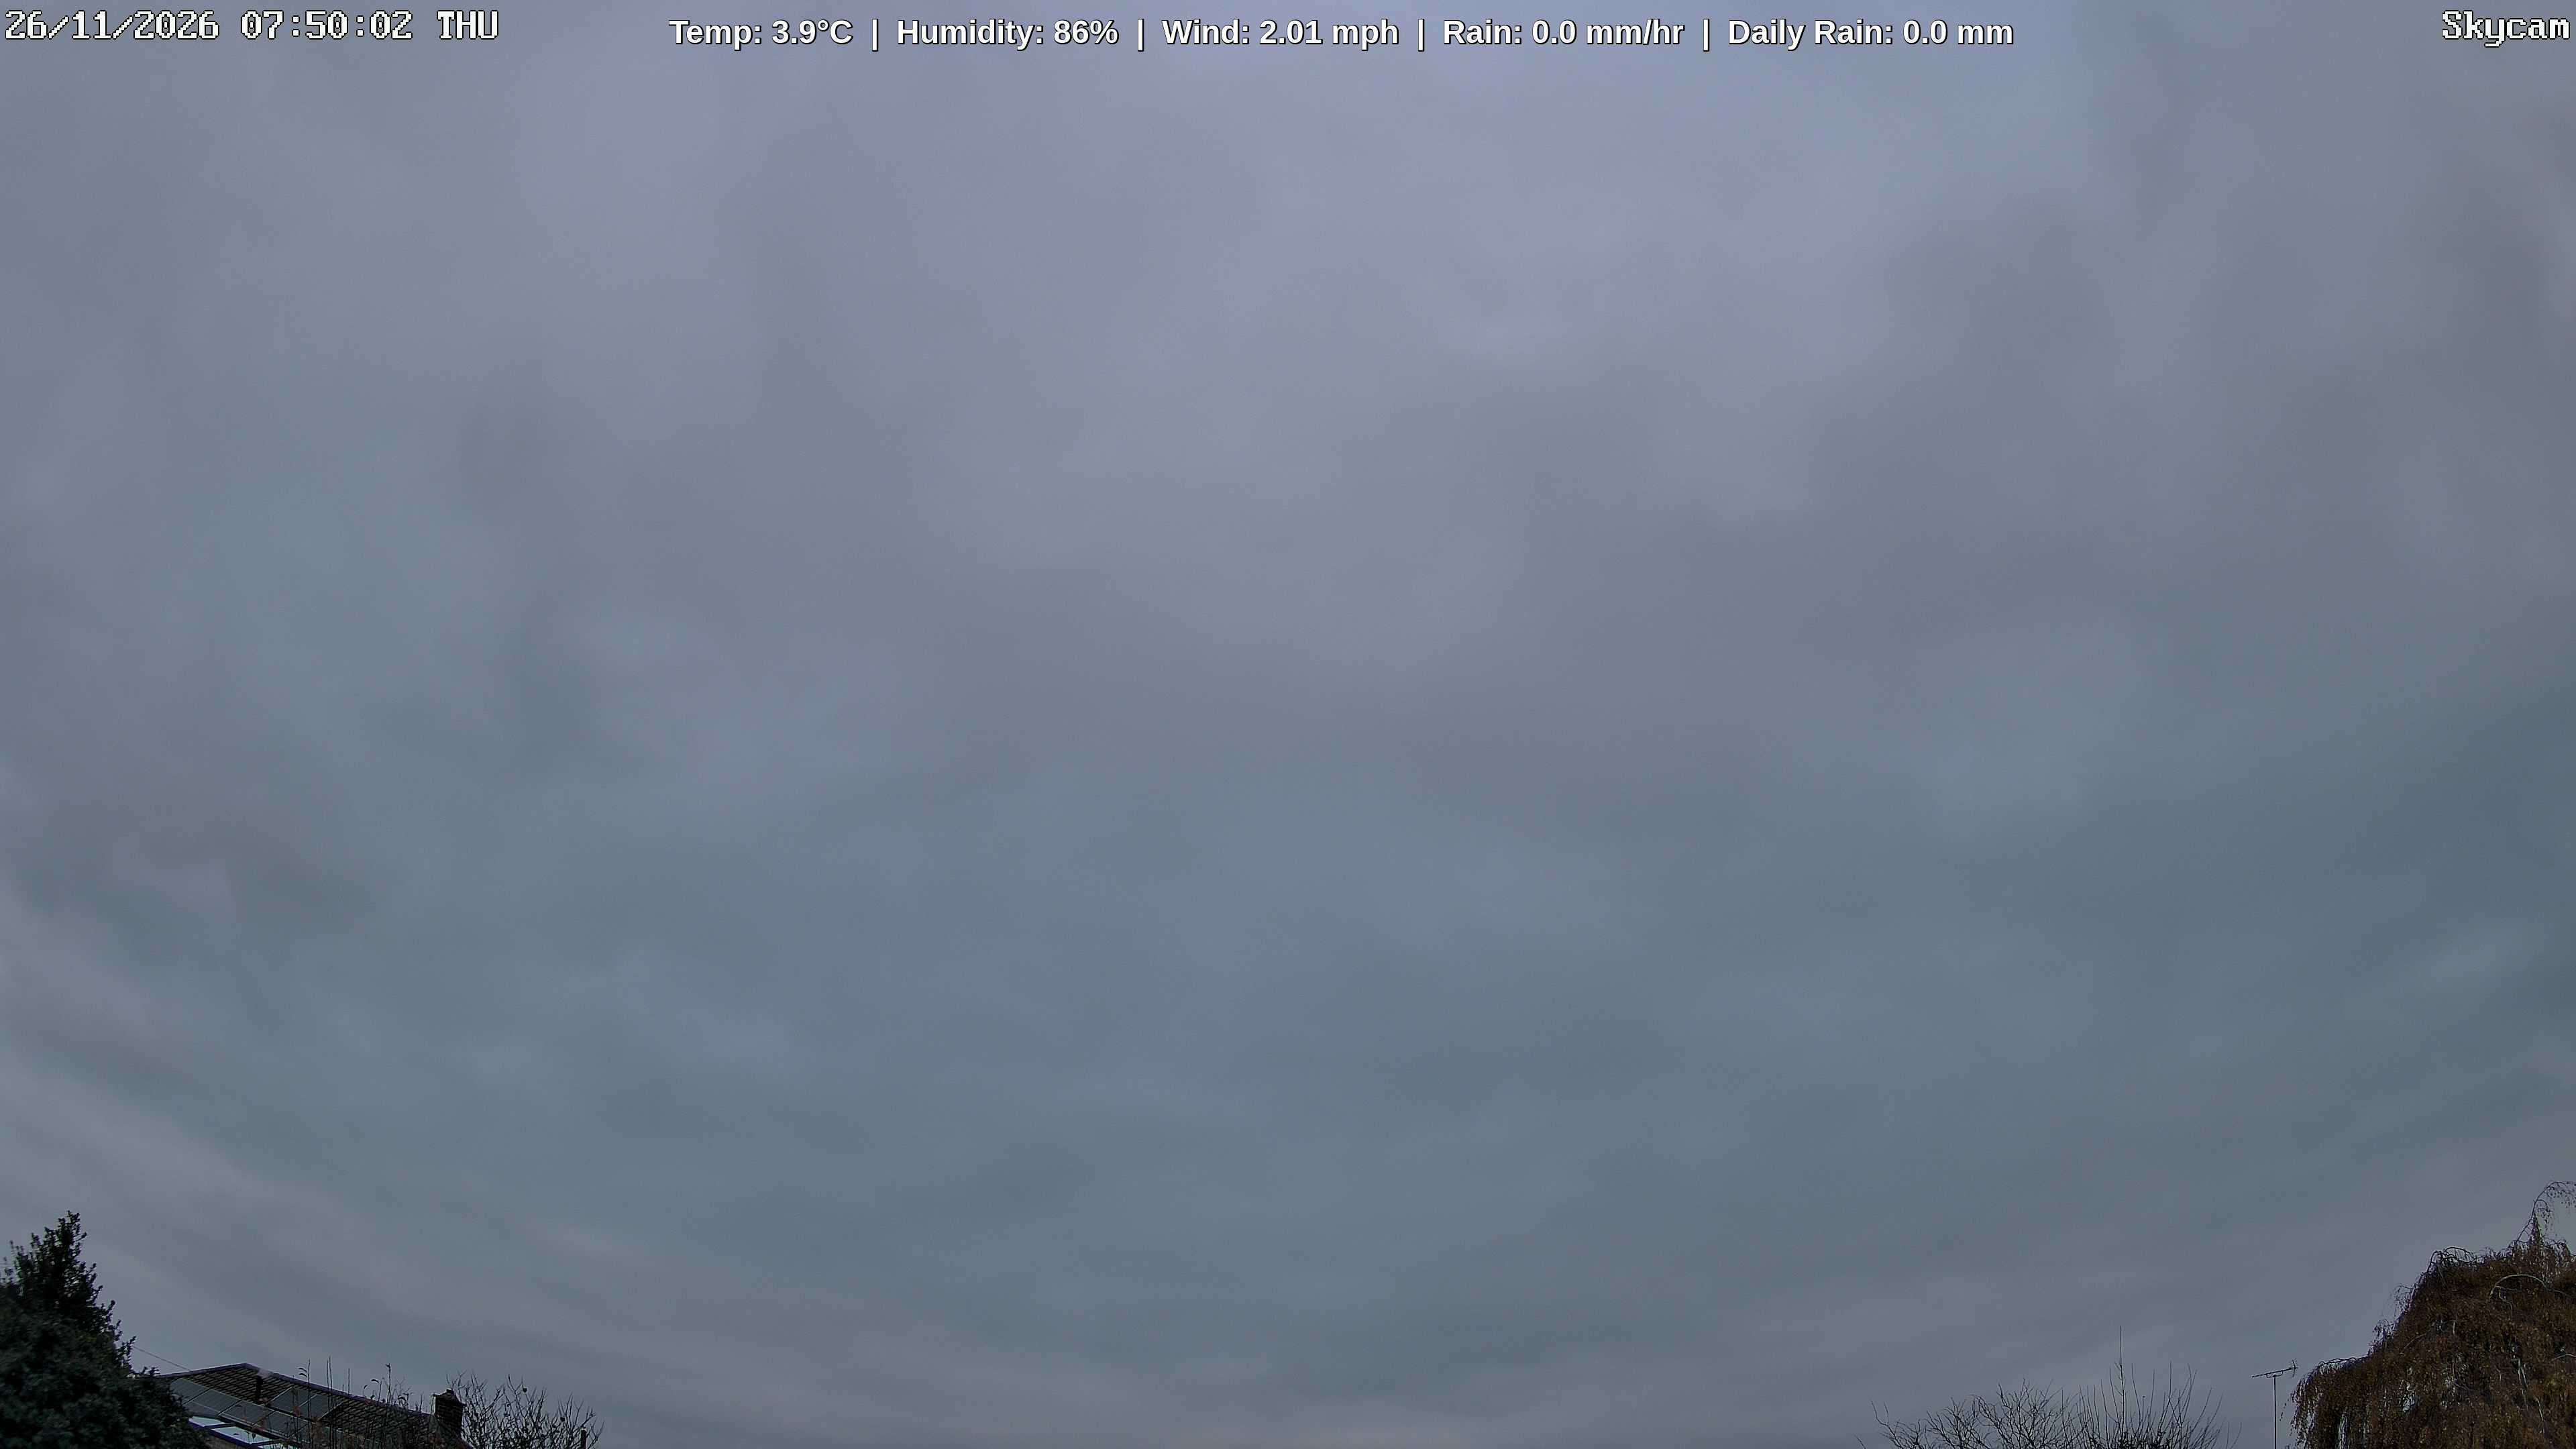 26/11/2026 07:50:02 THU
Temp: 3.9°C | Humidity: 86% | Wind: 2.01 mph | Rain: 0.0 mm/hr | Daily Rain: 0.0 mm
Skycam